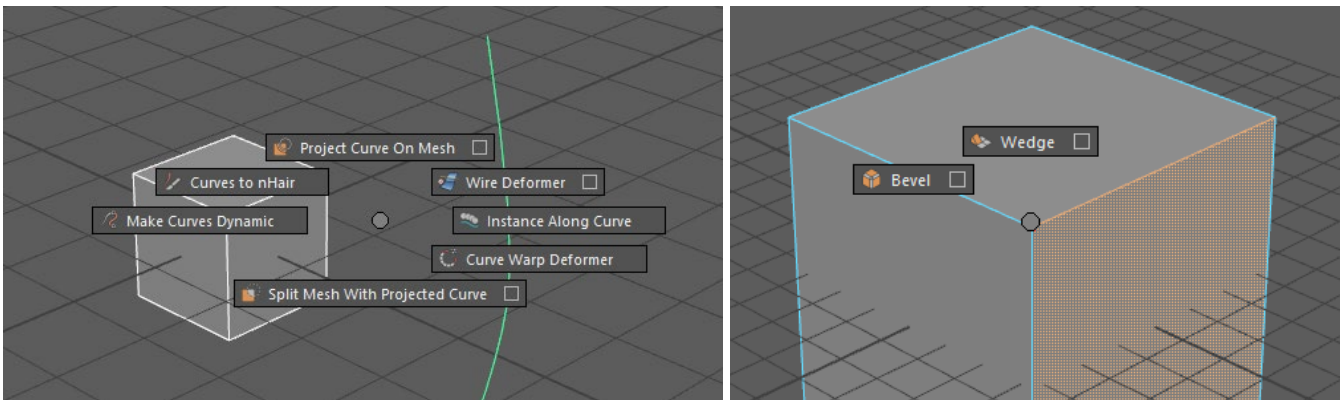 Project Curve On Mesh
Curves to nHair
Wire Deformer
Make Curves Dynamic
Instance Along Curve
Curve Warp Deformer
Split Mesh With Projected Curve
Wedge
Bevel